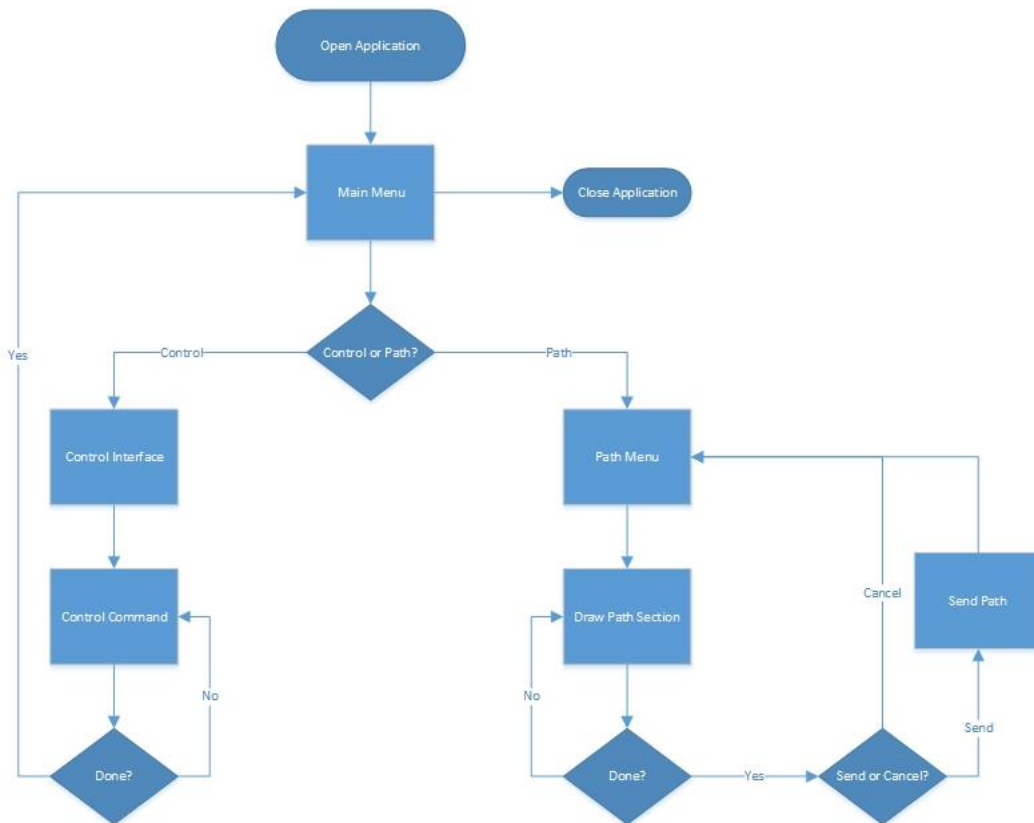 Open Application
Main Menu
Close Application
Control or Path?
Control
Path
Yes
Control Interface
Path Menu
Control Command
Draw Path Section
Cancel
Send Path
No
No
Send
Done?
Done?
Yes
Send or Cancel?